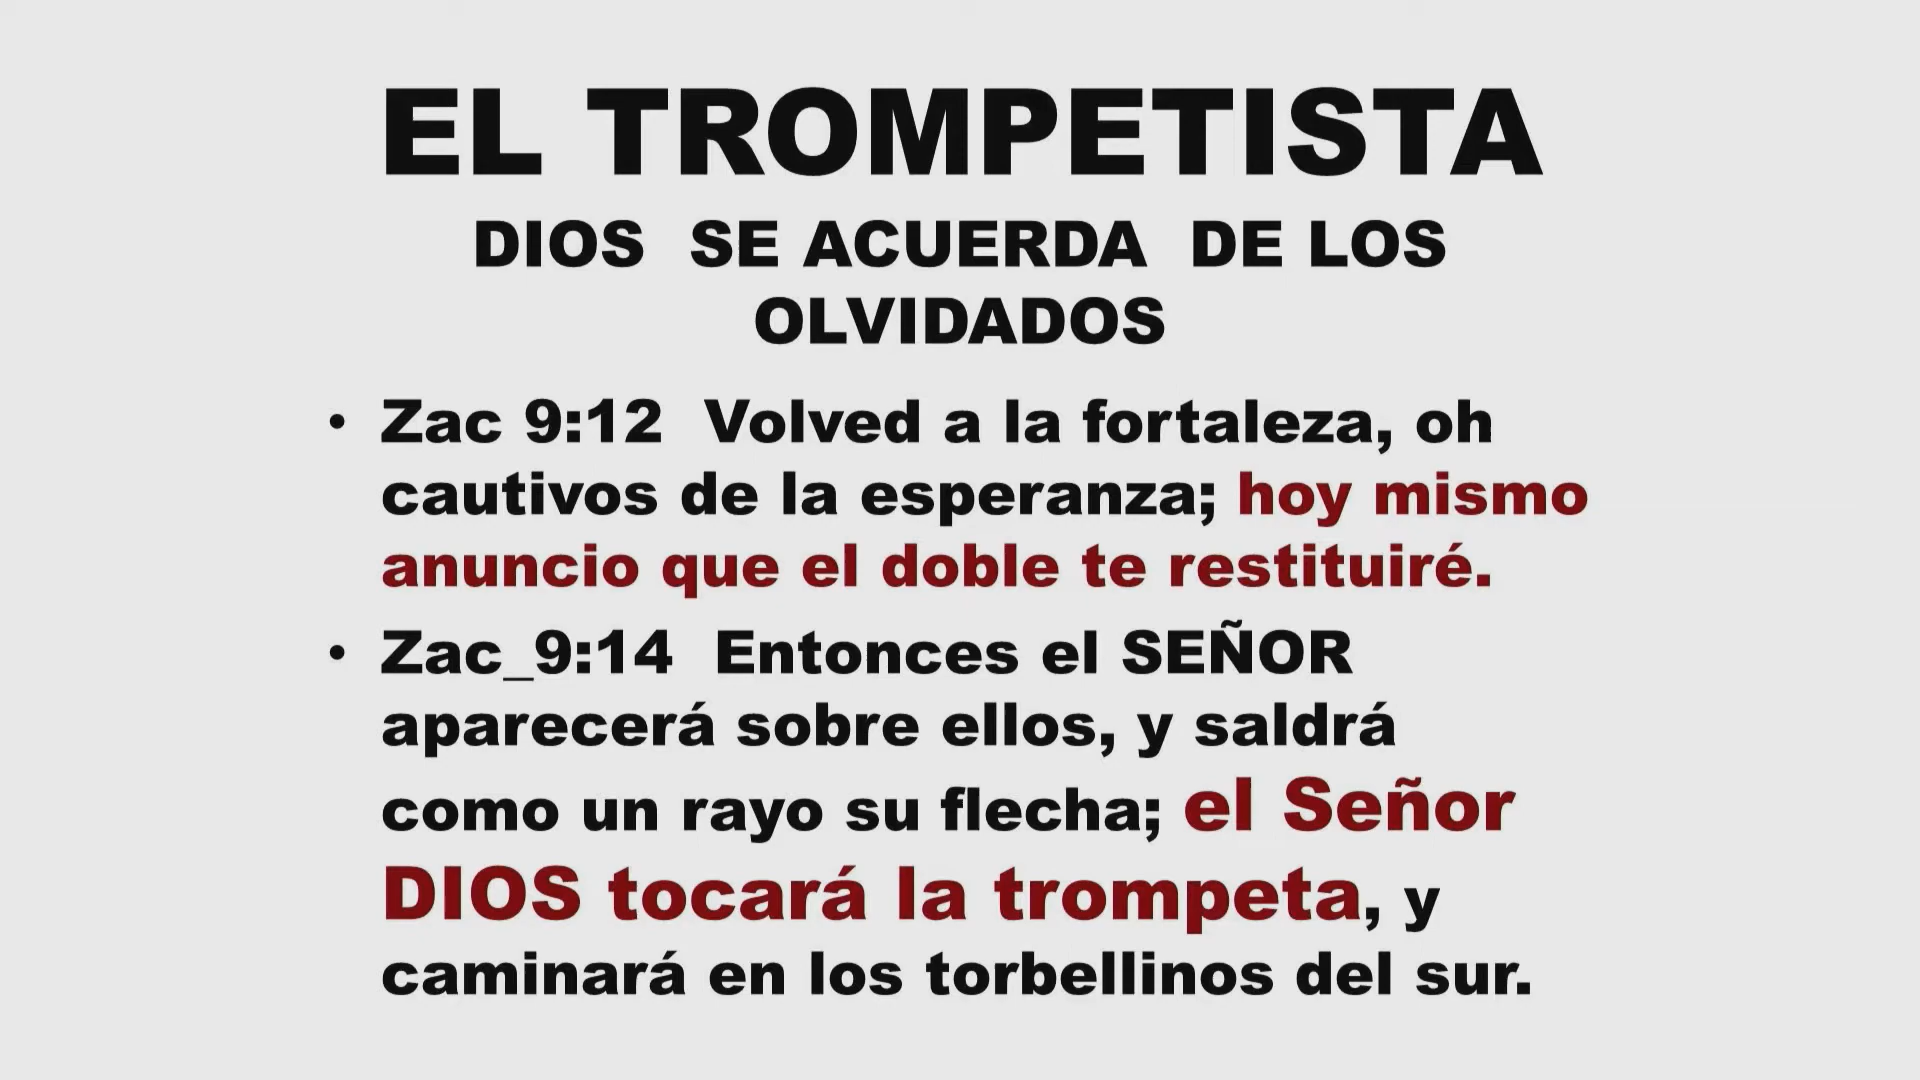 EL TROMPETISTA
DIOS SE ACUERDA DE LOS
OLVIDADOS
• Zac 9:12 Volved a la fortaleza, oh
cautivos de la esperanza; hoy mismo
anuncio que el doble te restituiré.
• Zac_9:14 Entonces el SEÑOR
aparecerá sobre ellos, y saldrá
como un rayo su flecha; el Señor
DIOS tocará la trompeta, y
caminará en los torbellinos del sur.